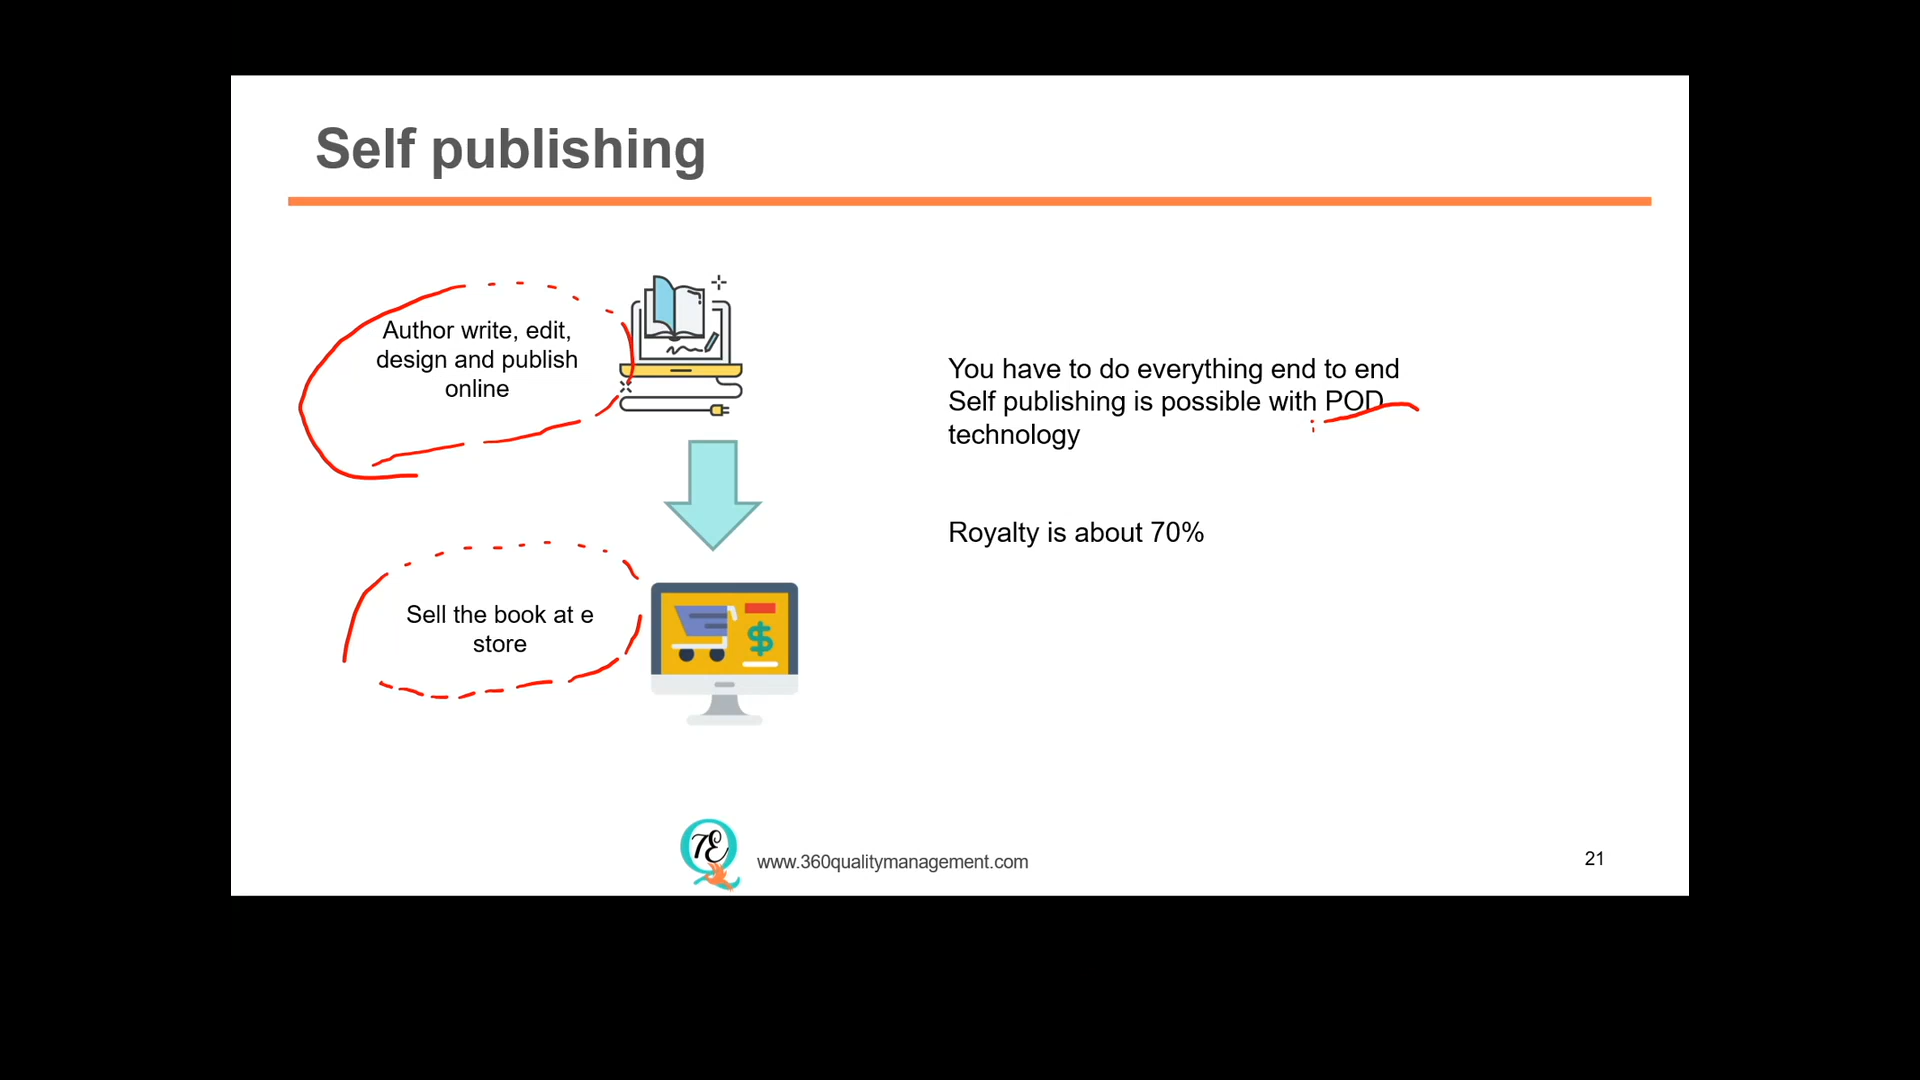 Self publishing
Author write, edit,
design and publish
online
You have to do everything end to end
Self publishing is possible with POD
technology
Royalty is about 70%
Sell the book at e
store
www.360qualitymanagement.com
21